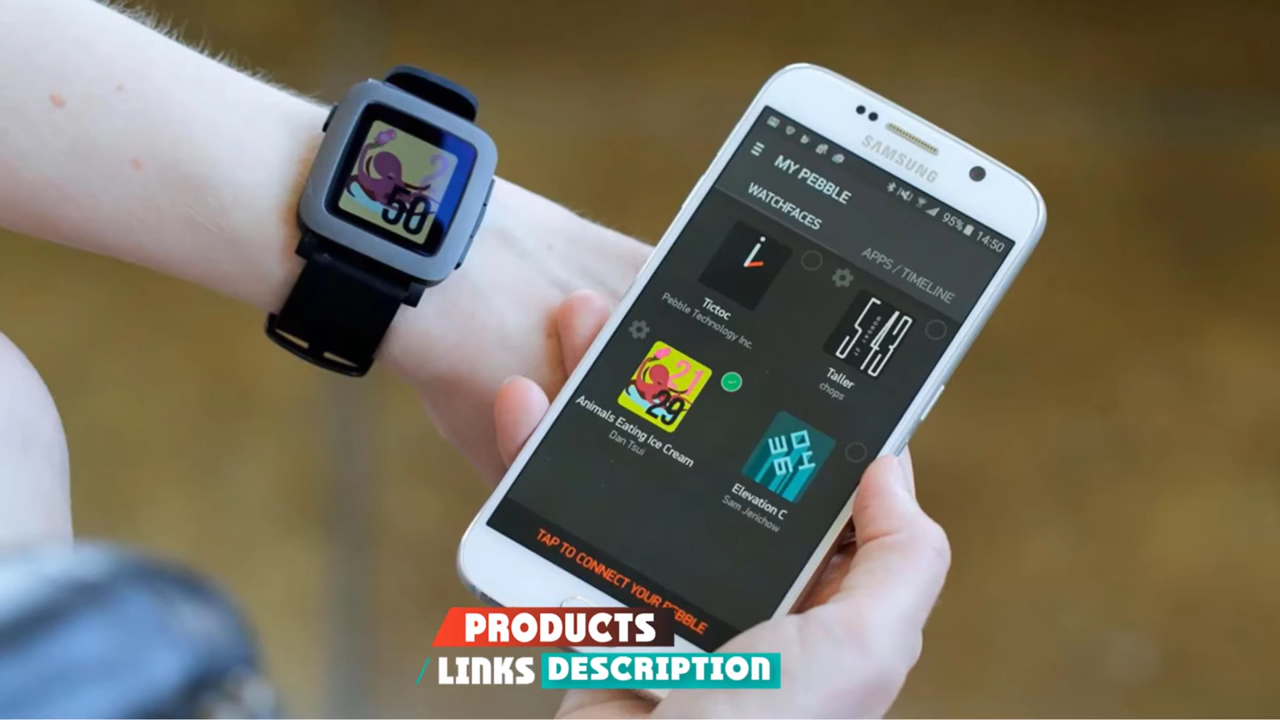 SAMSUNG
95% 14:50
MY PEBBLE
WATCHFACES
APPS / TIMELINE
Tictoc
Pebble Technology Inc.
Taller
chops
21
29
Animals Eating Ice Cream
Dan Tsui
Elevation C
Sam Jerichow
TAP TO CONNECT YOUR PEBBLE
2
50
PRODUCTS
LINKS DESCRIPTION